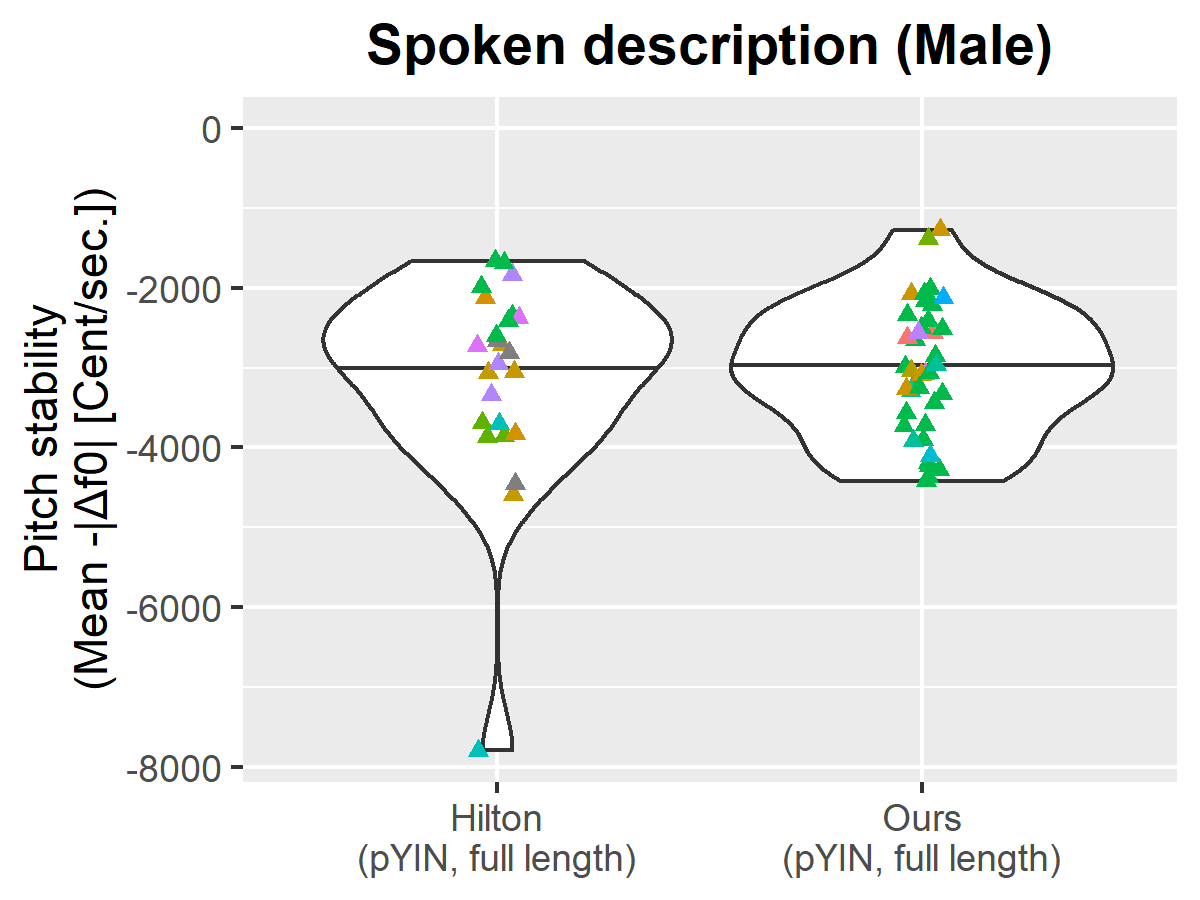 Spoken description (Male)
Pitch stability
(Mean -|Δf0| [Cent/sec.])
0
-2000
-4000
-6000
-8000
Hilton
(pYIN, full length)
Ours
(pYIN, full length)